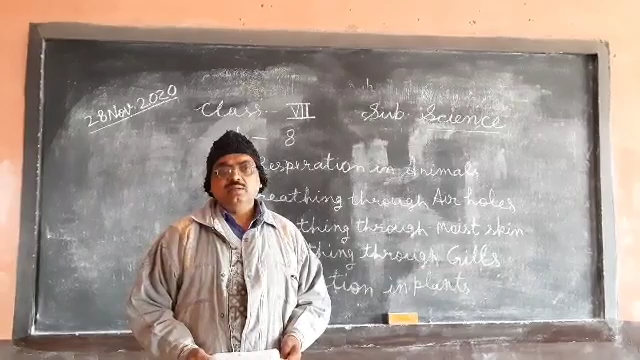 28 Nov. 2020
Class - VII Sub. Science
- 8
Respiration in Animals
eathing through Air holes
thing through moist skin
thing through Gills
tion in plants